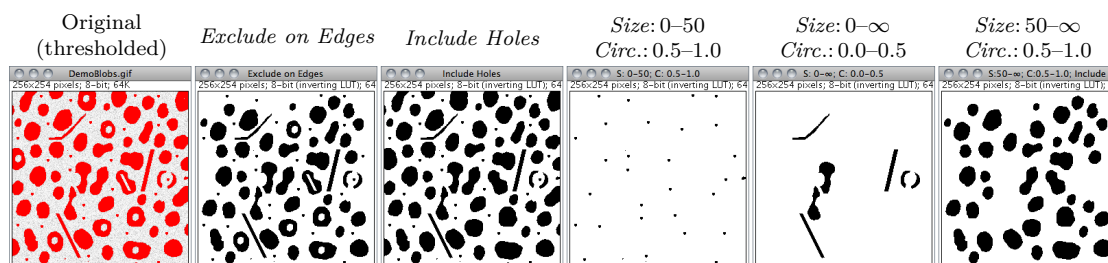 Original
(thresholded)
Exclude on Edges
Include Holes
Size: 0–50
Circ.: 0.5–1.0
Size: 0–∞
Circ.: 0.0–0.5
Size: 50–∞
Circ.: 0.5–1.0
DemoBlobs.gif
Exclude on Edges
Include Holes
S: 0–50; C: 0.5–1.0
S: 0–∞; C: 0.0–0.5
S:50–∞; C:0.5–1.0; Include
256x254 pixels; 8-bit; 64K
256x254 pixels; 8-bit (inverting LUT); 64
256x254 pixels; 8-bit (inverting LUT); 64
256x254 pixels; 8-bit (inverting LUT); 64
256x254 pixels; 8-bit (inverting LUT); 64
256x254 pixels; 8-bit (inverting LUT); 64